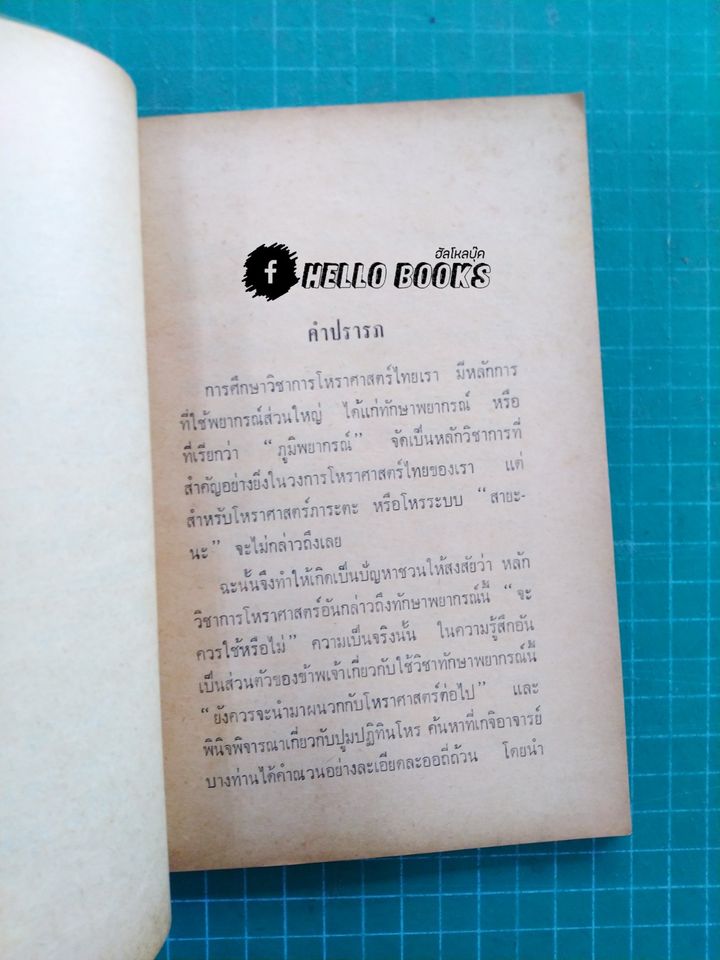 ฮัลโหลบุ๊ค
f HELLO BOOKS
คำปรารภ
การศึกษาวิชาการโหราศาสตร์ไทยเรา มีหลักการ
ที่ใช้พยากรณ์ส่วนใหญ่ ได้แก่ทักษาพยากรณ์ หรือ
ที่เรียกว่า “ภูมิพยากรณ์” จัดเป็นหลักวิชาการที่
สำคัญอย่างยิ่งในวงการโหราศาสตร์ไทยของเรา แต่
สำหรับโหราศาสตร์ภาระตะ หรือโหรระบบ “สายะ-
นะ” จะไม่กล่าวถึงเลย
ฉะนั้นจึงทำให้เกิดเป็นปัญหาชวนให้สงสัยว่า หลัก
วิชาการโหราศาสตร์อันกล่าวถึงทักษาพยากรณ์นี้ “จะ
ควรใช้หรือไม่” ความเป็นจริงนั้น ในความรู้สึกอัน
เป็นส่วนตัวของข้าพเจ้าเกี่ยวกับใช้วิชาทักษาพยากรณ์นี้
“ยังควรจะนำมาผนวกกับโหราศาสตร์ต่อไป” และ
พินิจพิจารณาเกี่ยวกับปูมปฏิทินโหร ค้นหาที่เกจิอาจารย์
บางท่านได้คำณวนอย่างละเอียดละออถี่ถ้วน โดยนำ